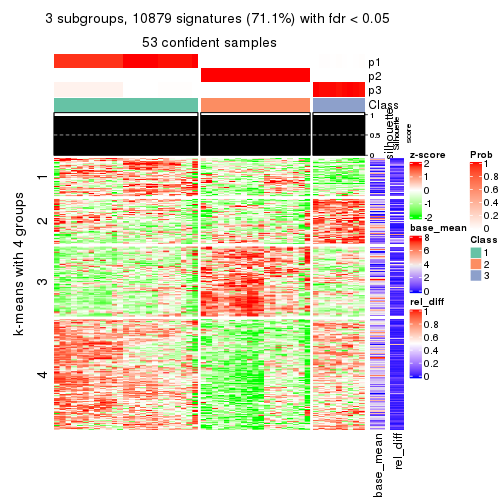 3 subgroups, 10879 signatures (71.1%) with fdr < 0.05
53 confident samples
p1
p2
p3
Class
1
0.5
0
silhouette
Silhouette
score
k-means with 4 groups
1
2
3
4
base_mean
rel_diff
z-score
2
1
0
-1
-2
base_mean
8
6
4
2
0
rel_diff
1
0.8
0.6
0.4
0.2
0
Prob
1
0.8
0.6
0.4
0.2
0
Class
1
2
3